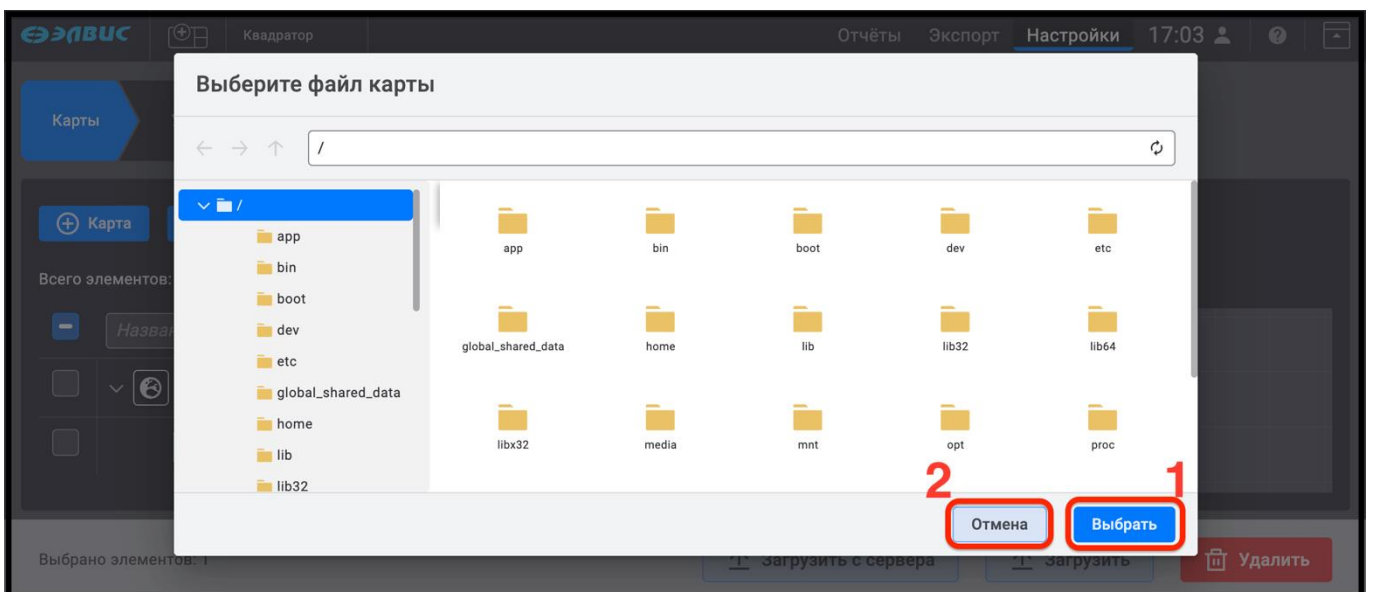 ЭЛВИС Квадратор Отчёты Экспорт Настройки 17:03
Выберите файл карты
Карты
/
/
Карта
app
bin
boot
dev
etc
global_shared_data
home
lib
lib32
app bin boot dev etc
global_shared_data home lib lib32 lib64
libx32 media mnt opt proc
Всего элементов:
2 1
Отмена Выбрать
Выбрано элементов: 1 Загрузить с сервера Загрузить Удалить